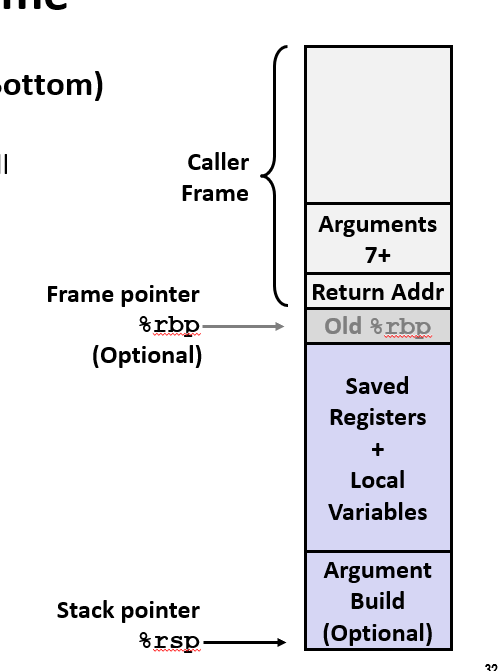 ottom)
Caller
Frame
Arguments
7+
Return Addr
Frame pointer
%rbp
(Optional)
Old %rbp
Saved
Registers
+
Local
Variables
Argument
Build
(Optional)
Stack pointer
%rsp
32